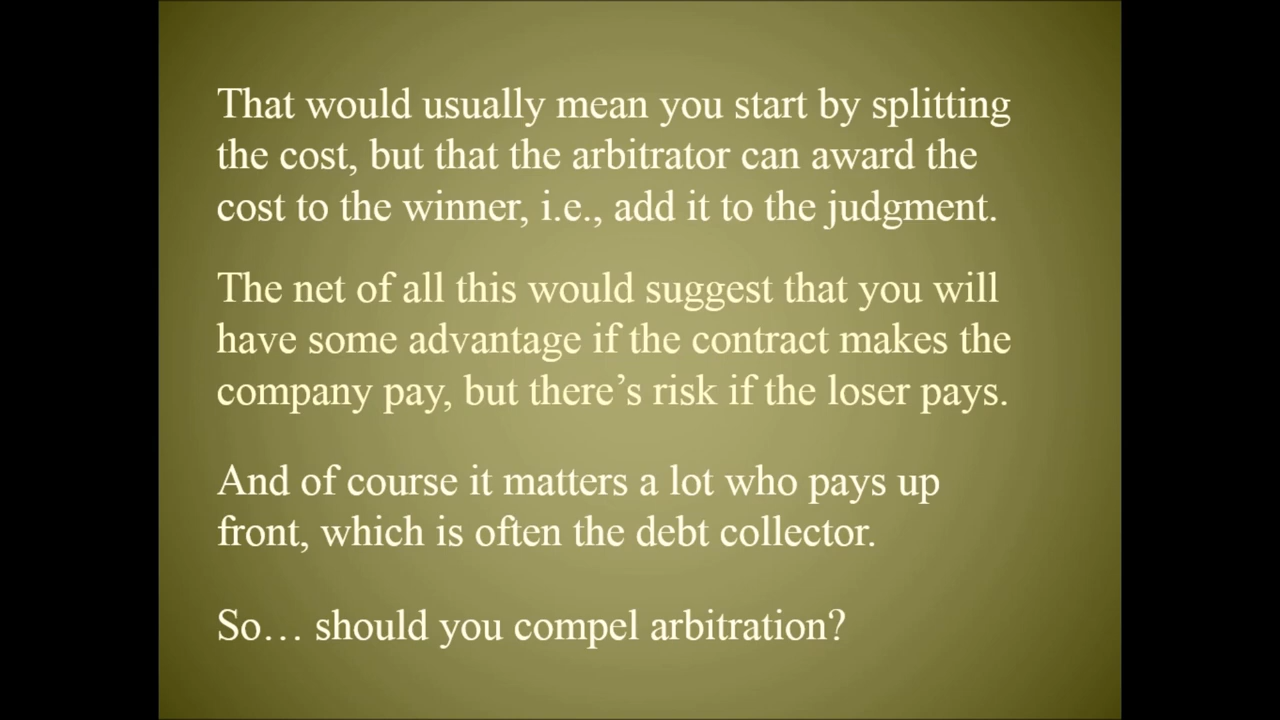 That would usually mean you start by splitting
the cost, but that the arbitrator can award the
cost to the winner, i.e., add it to the judgment.
The net of all this would suggest that you will
have some advantage if the contract makes the
company pay, but there’s risk if the loser pays.
And of course it matters a lot who pays up
front, which is often the debt collector.
So… should you compel arbitration?